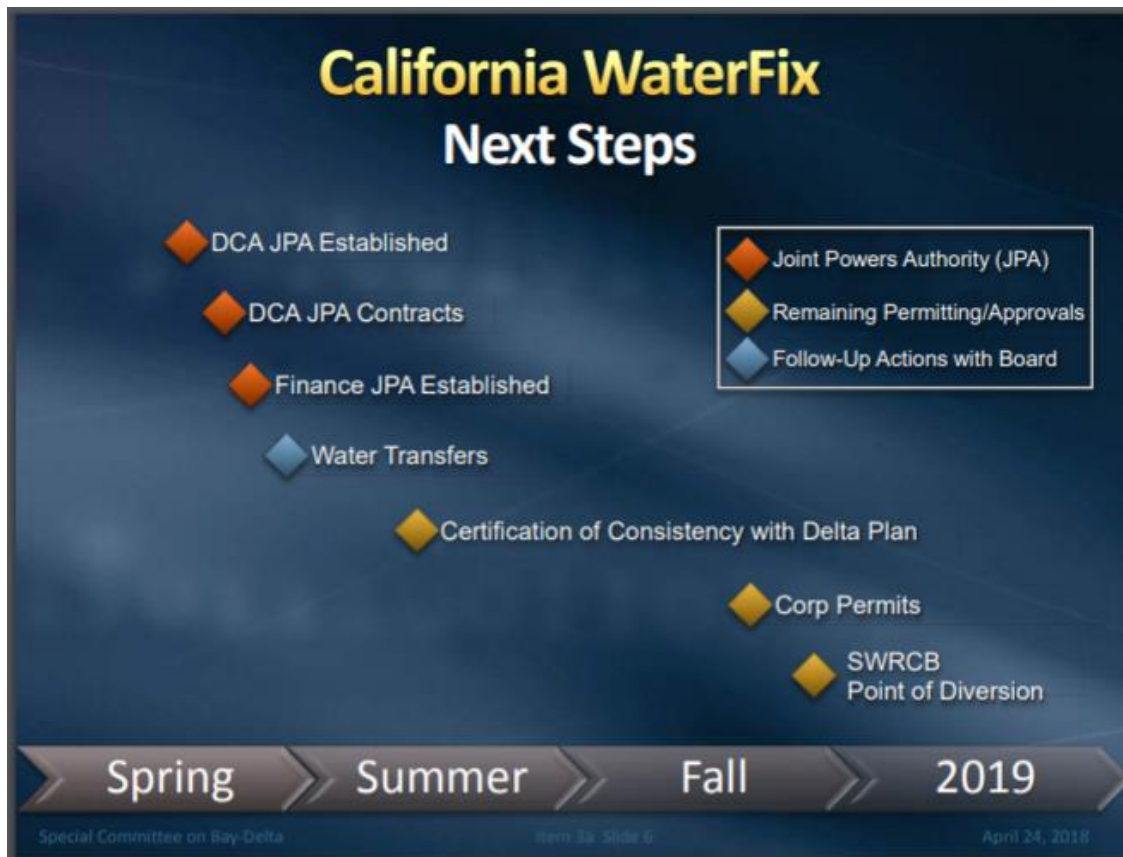 California WaterFix
Next Steps
DCA JPA Established
DCA JPA Contracts
Finance JPA Established
Water Transfers
Certification of Consistency with Delta Plan
Corp Permits
SWRCB
Point of Diversion
Joint Powers Authority (JPA)
Remaining Permitting/Approvals
Follow-Up Actions with Board
Spring
Summer
Fall
2019
Special Committee on Bay-Delta
Item 3a Slide 6
April 24, 2018